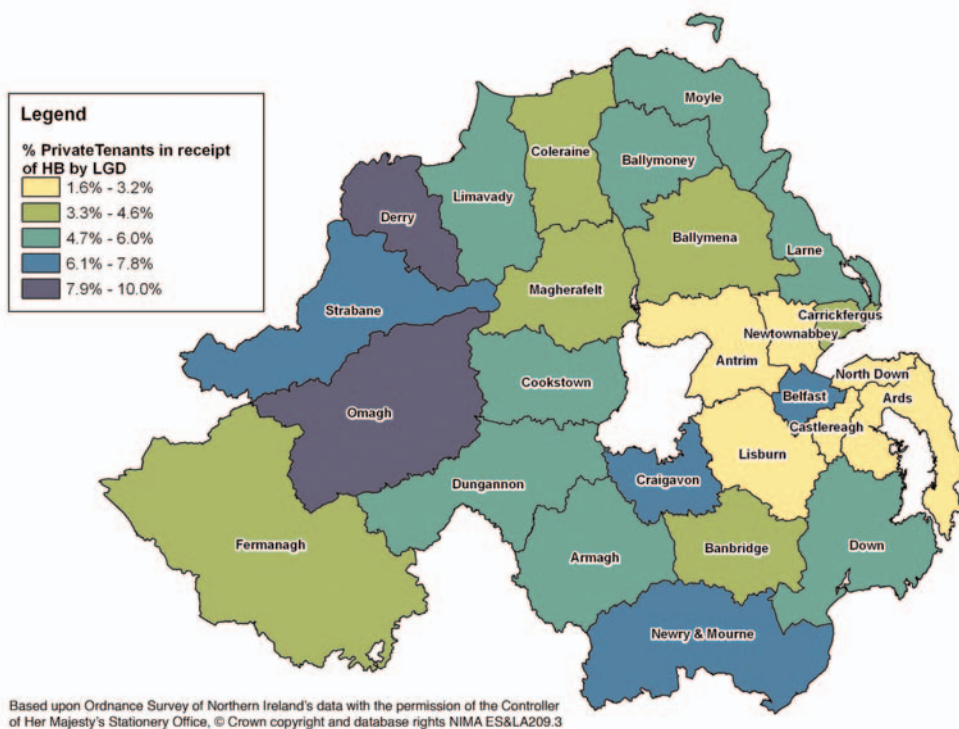 Legend
% PrivateTenants in receipt
of HB by LGD
1.6% - 3.2%
3.3% - 4.6%
4.7% - 6.0%
6.1% - 7.8%
7.9% - 10.0%
Moyle
Coleraine
Ballymoney
Limavady
Derry
Ballymena
Larne
Magherafelt
Strabane
Carrickfergus
Newtownabbey
Antrim
North Down
Cookstown
Belfast
Ards
Omagh
Castlereagh
Lisburn
Dungannon
Craigavon
Fermanagh
Armagh
Banbridge
Down
Newry & Mourne
Based upon Ordnance Survey of Northern Ireland's data with the permission of the Controller
of Her Majesty's Stationery Office, © Crown copyright and database rights NIMA ES&LA209.3